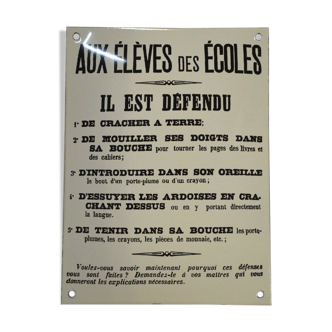 AUX ÉLÈVES DES ÉCOLES
IL EST DÉFENDU
1° DE CRACHER A TERRE;
2° DE MOUILLER SES DOIGTS DANS
SA BOUCHE pour tourner les pages des livres et
des cahiers;
3° D'INTRODUIRE DANS SON OREILLE
le bout d'un porte-plume ou d'un crayon;
4° D'ESSUYER LES ARDOISES EN CRA-
CHANT DESSUS ou en y portant directement
la langue.
5° DE TENIR DANS SA BOUCHE les porte-
plumes, les crayons, les pièces de monnaie, etc.;
Voulez-vous savoir maintenant pourquoi ces défenses
vous sont faites? Demandez-le à vos maîtres qui vous
donneront les explications nécessaires.